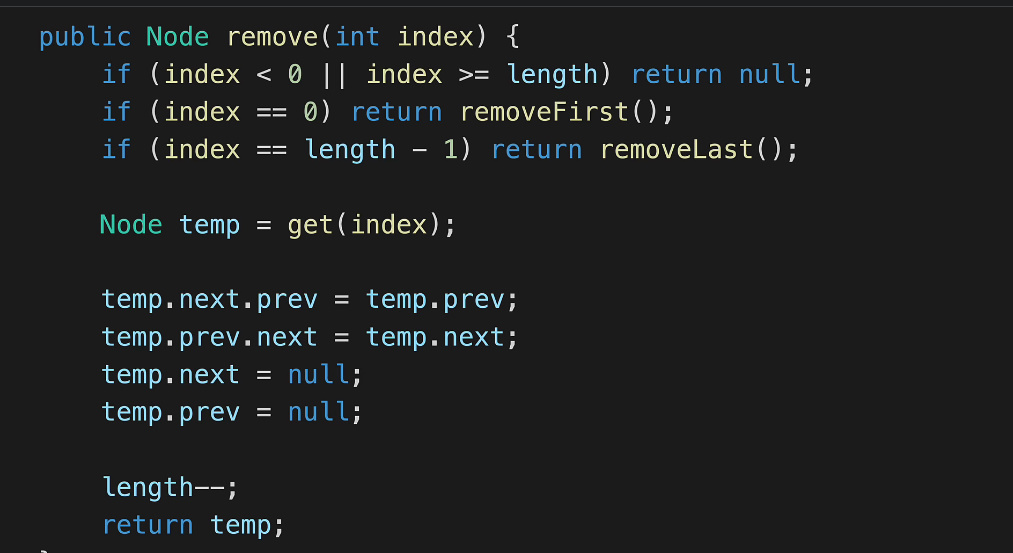 public Node remove(int index) {
    if (index < 0 || index >= length) return null;
    if (index == 0) return removeFirst();
    if (index == length - 1) return removeLast();

    Node temp = get(index);

    temp.next.prev = temp.prev;
    temp.prev.next = temp.next;
    temp.next = null;
    temp.prev = null;

    length--;
    return temp;
}